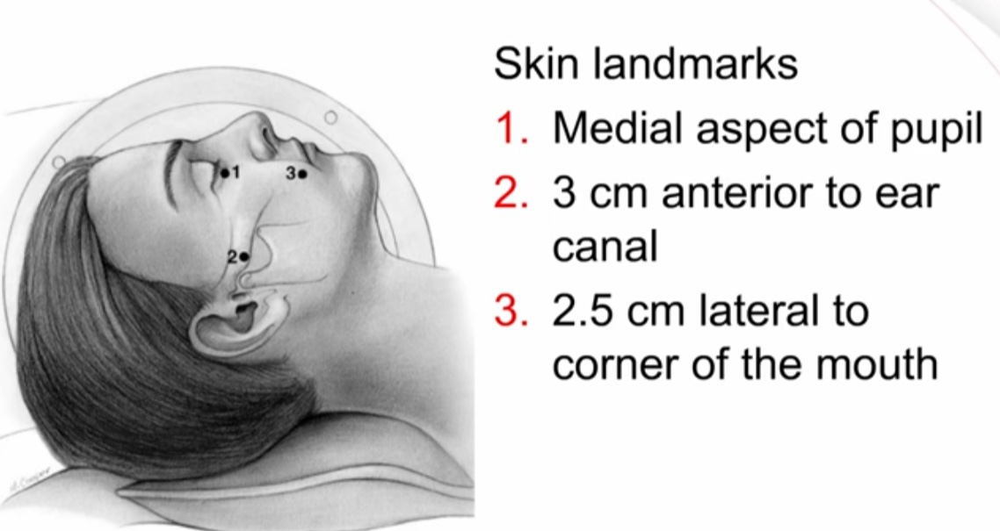 Skin landmarks
1. Medial aspect of pupil
2. 3 cm anterior to ear
canal
3. 2.5 cm lateral to
corner of the mouth
1
3
2